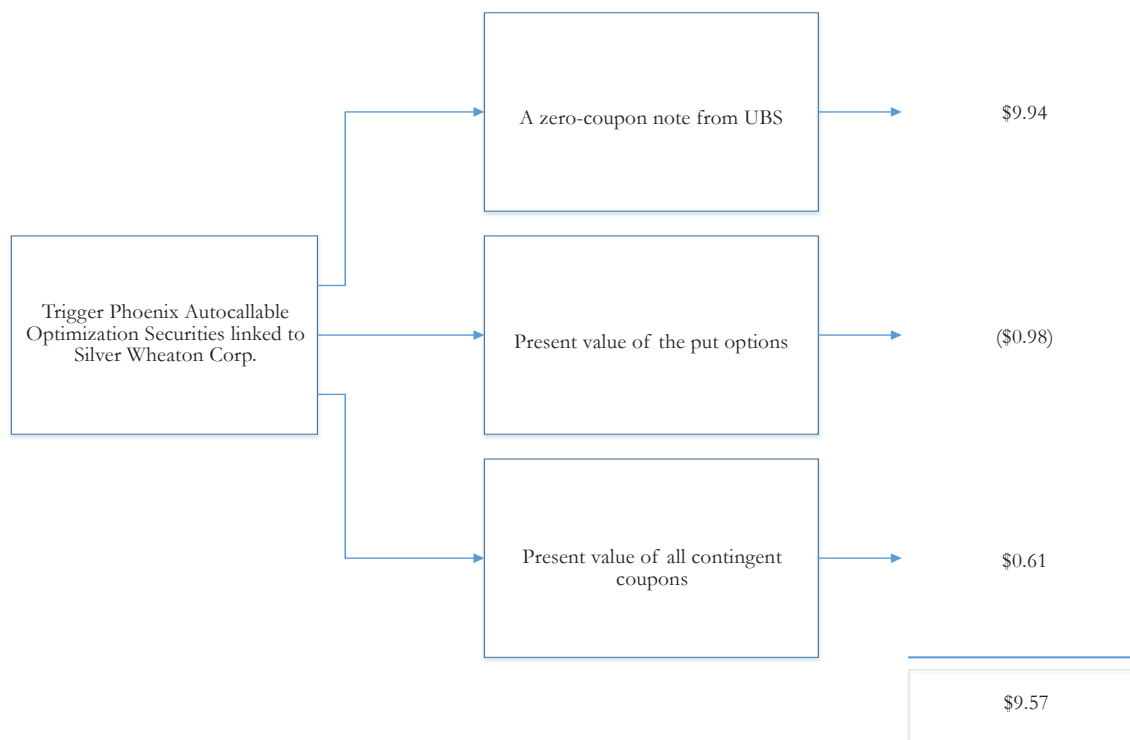 A zero-coupon note from UBS
$9.94
Trigger Phoenix Autocallable
Optimization Securities linked to
Silver Wheaton Corp.
Present value of the put options
($0.98)
Present value of all contingent
coupons
$0.61
$9.57